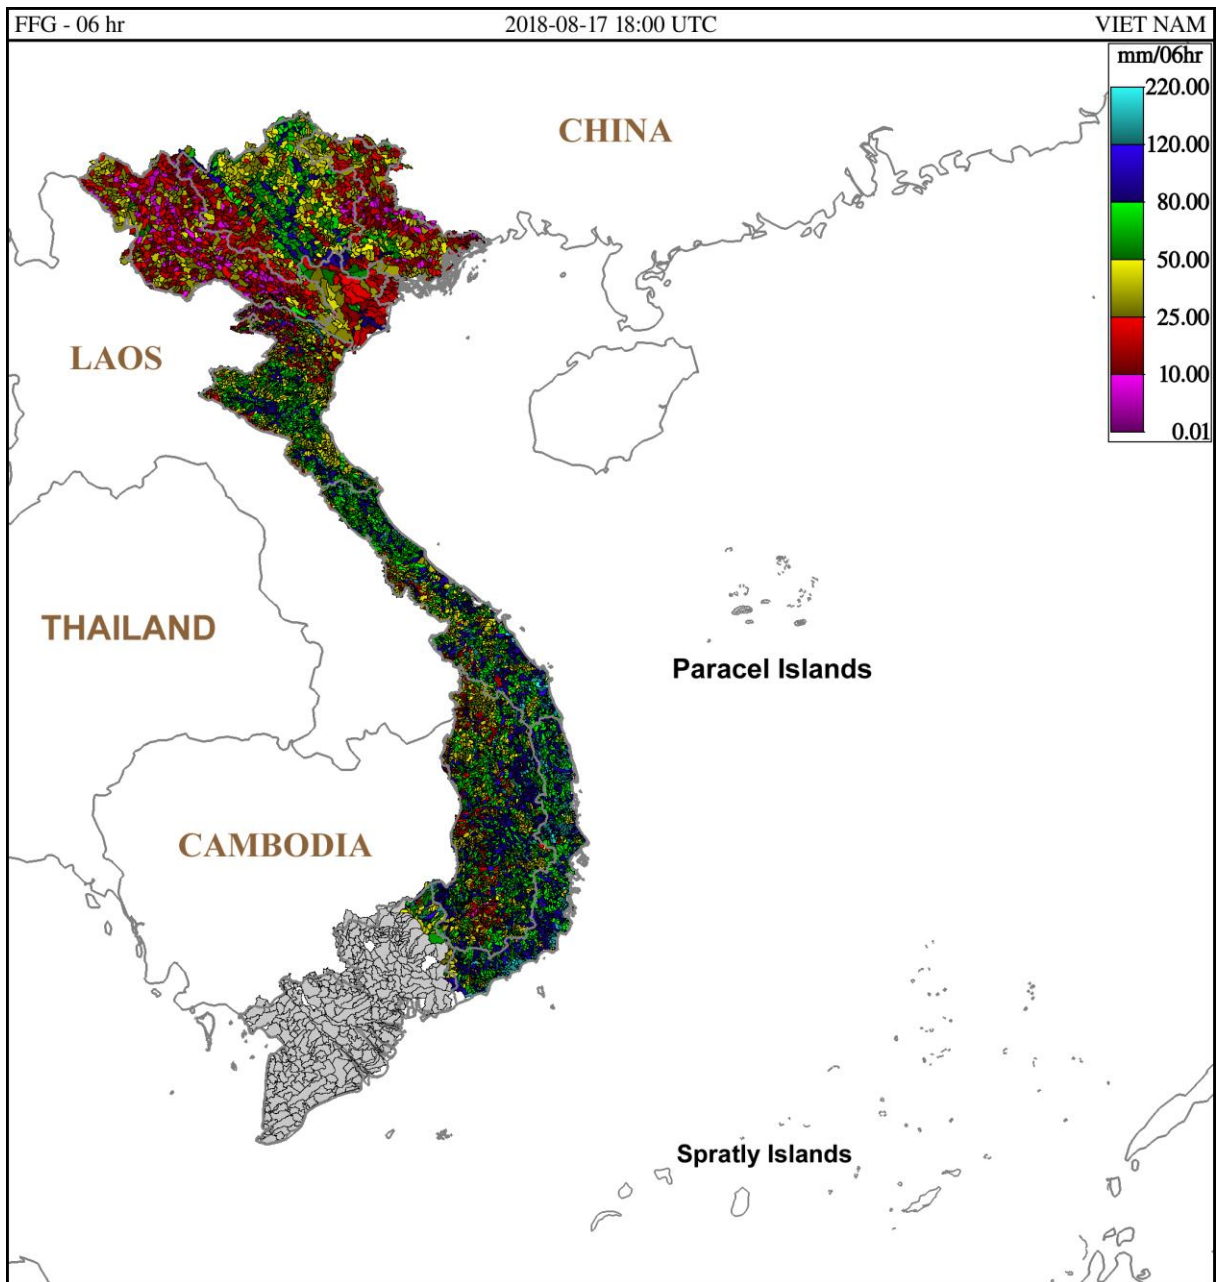 FFG - 06 hr
2018-08-17 18:00 UTC
VIET NAM
mm/06hr
220.00
120.00
80.00
50.00
25.00
10.00
0.01
CHINA
LAOS
THAILAND
Paracel Islands
CAMBODIA
Spratly Islands